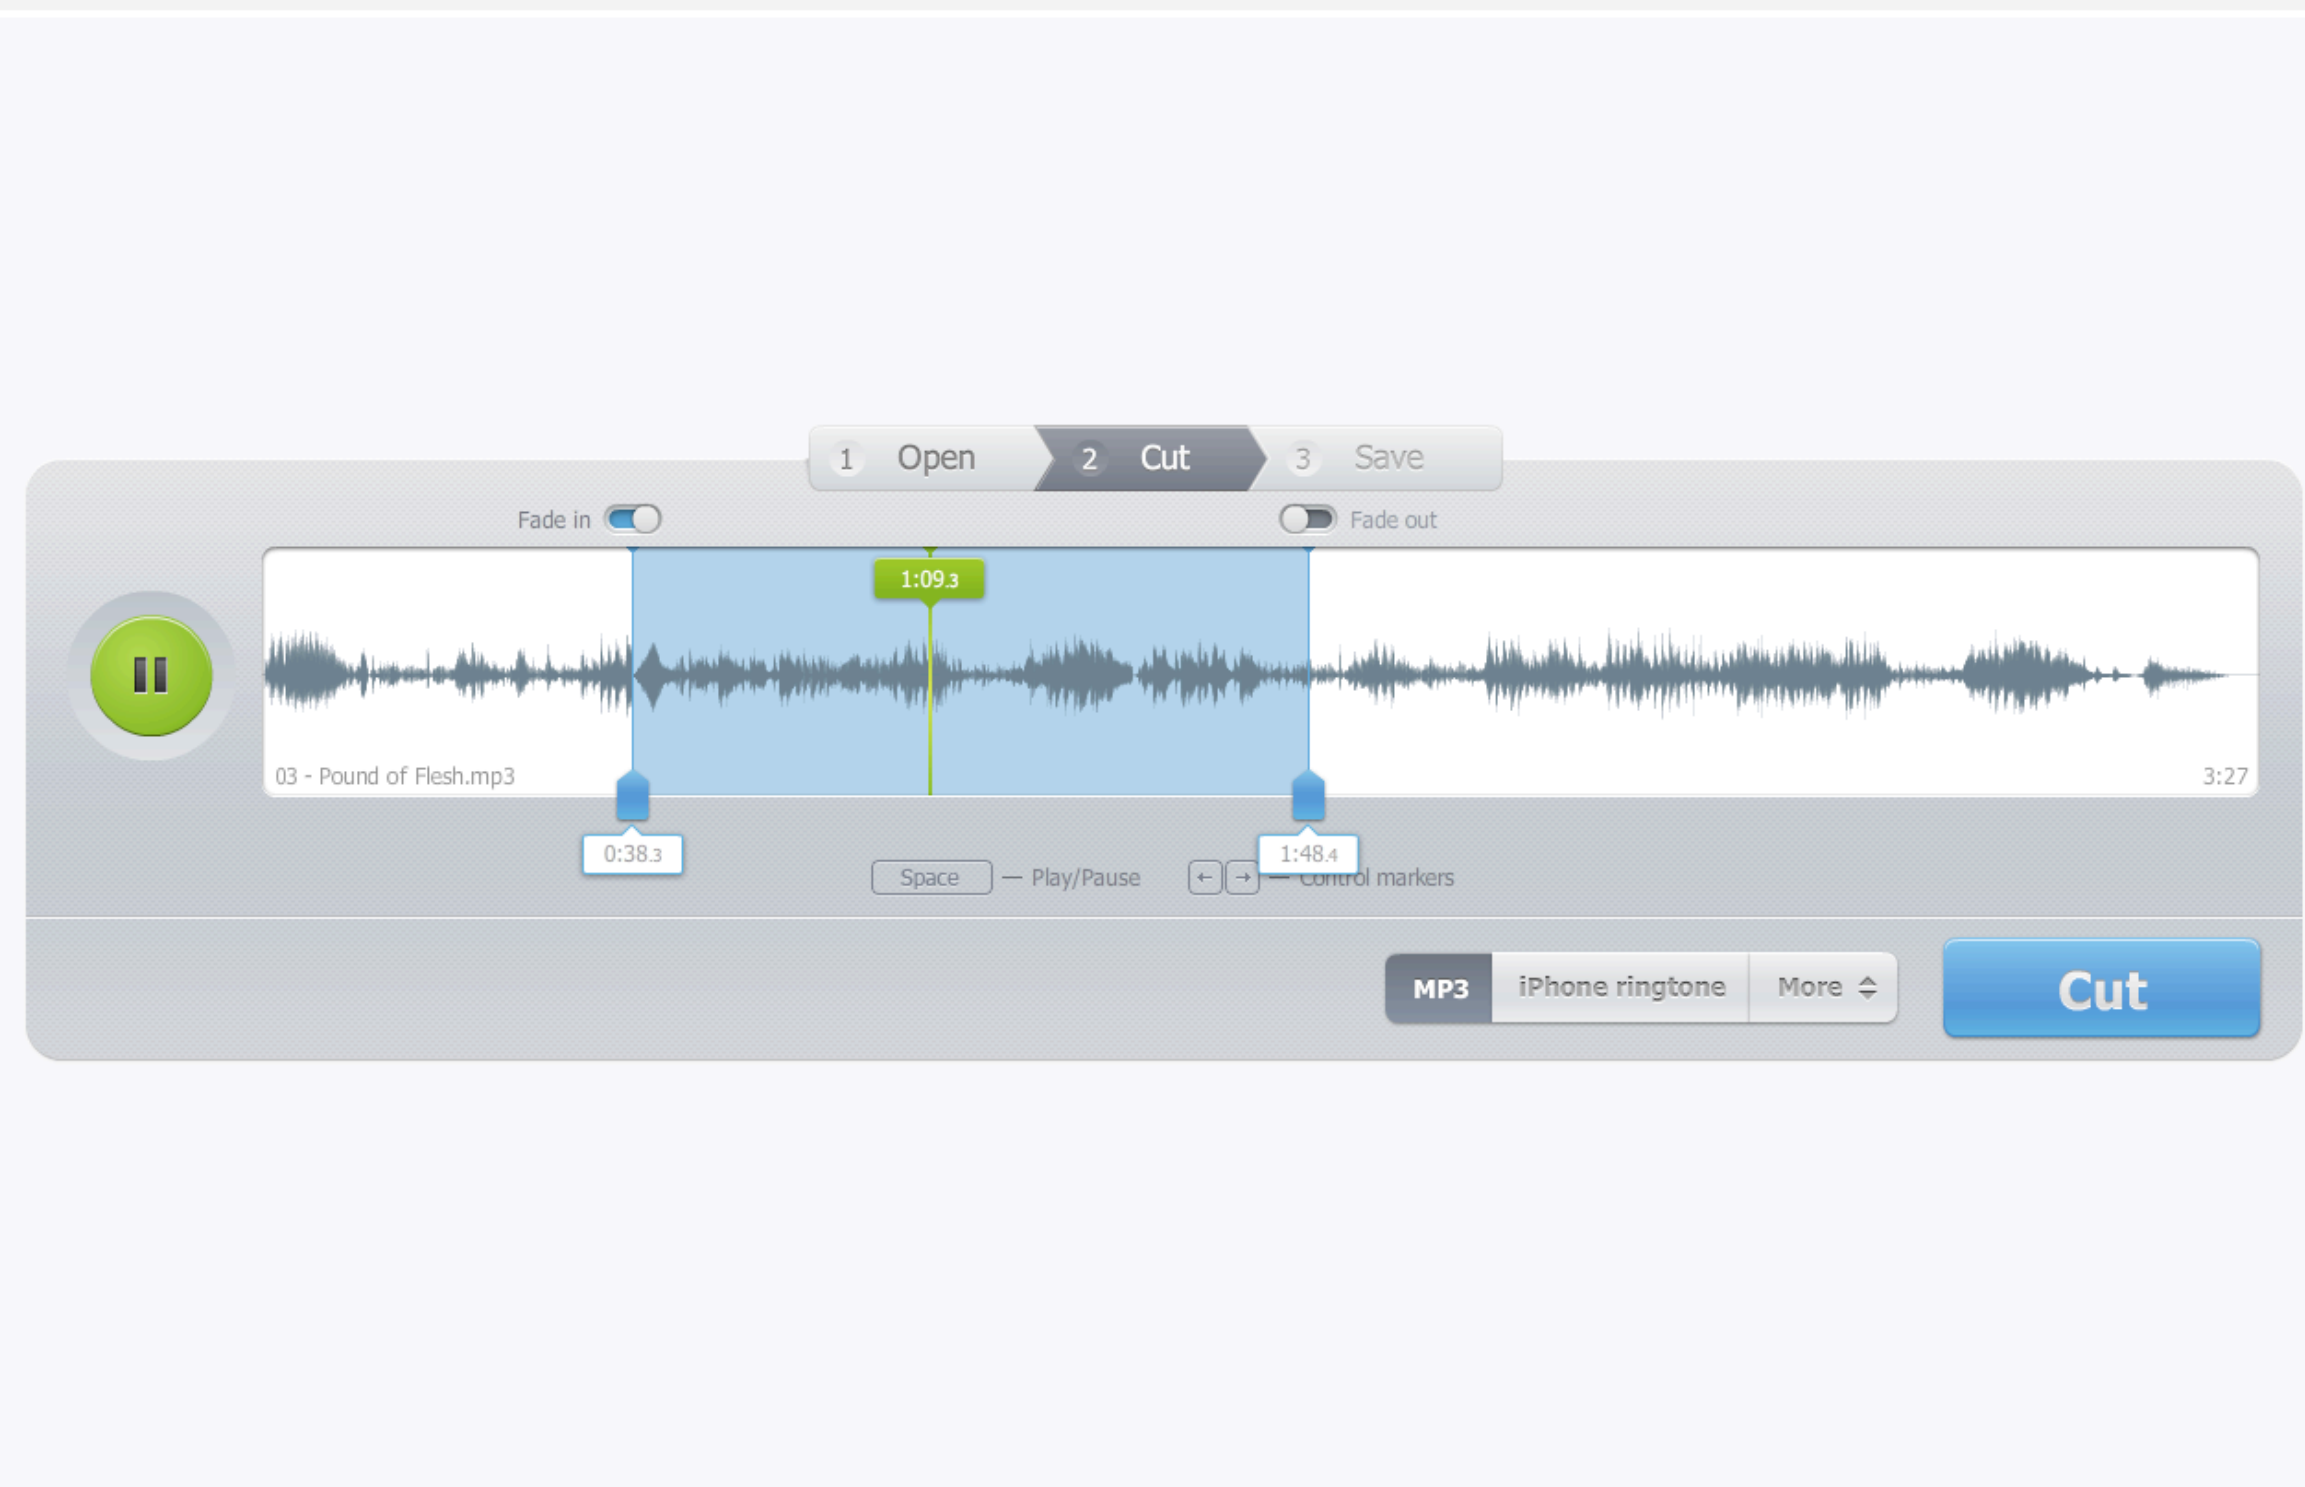 1 Open 2 Cut 3 Save
Fade in Fade out
1:09.3
03 - Pound of Flesh.mp3 3:27
0:38.3 1:48.4
Space — Play/Pause ← → — Control markers
MP3 iPhone ringtone More Cut